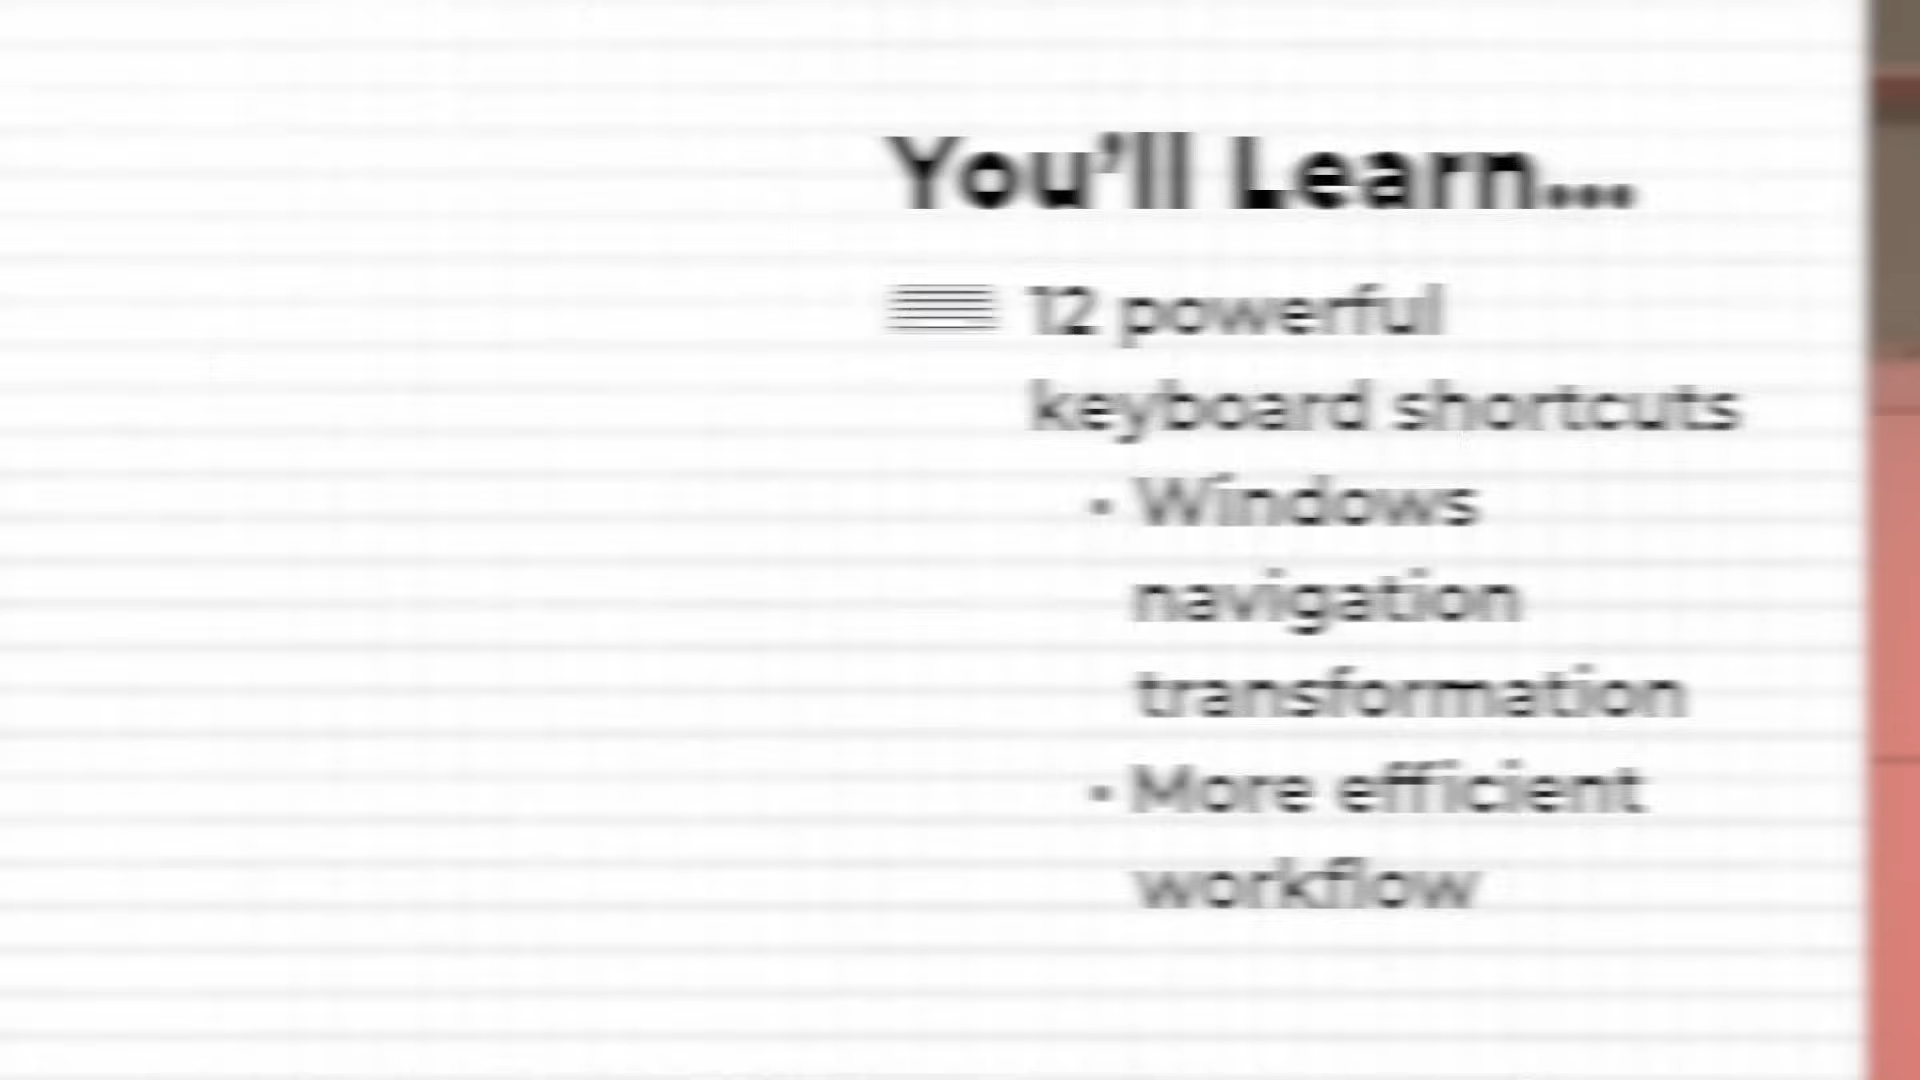 You’ll Learn...
12 powerful
keyboard shortcuts
• Windows
navigation
transformation
• More efficient
workflow